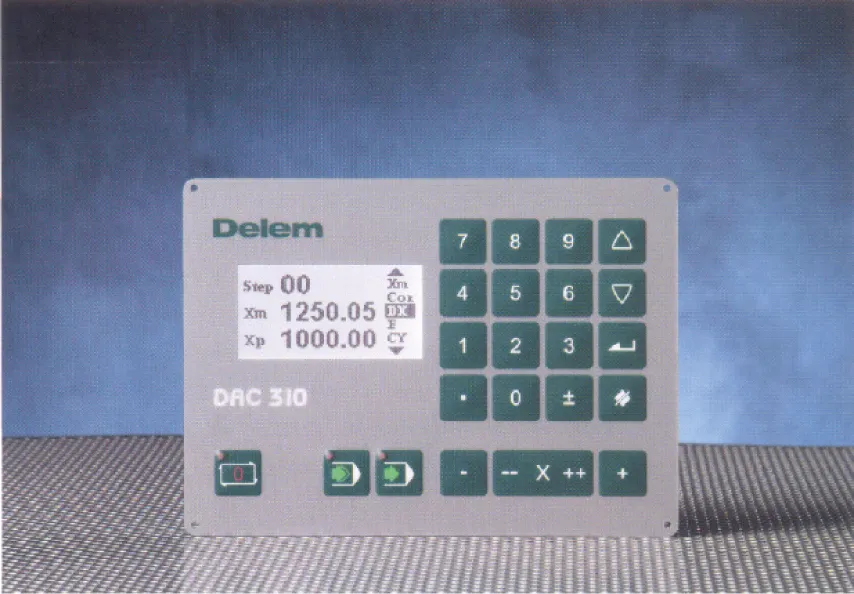 Delem
Step 00
Xm 1250.05
Xp 1000.00
Xm
Cox
DX
F
CY
DAC 310
7 8 9
4 5 6
1 2 3
. 0 ±
0
- -- X ++ +